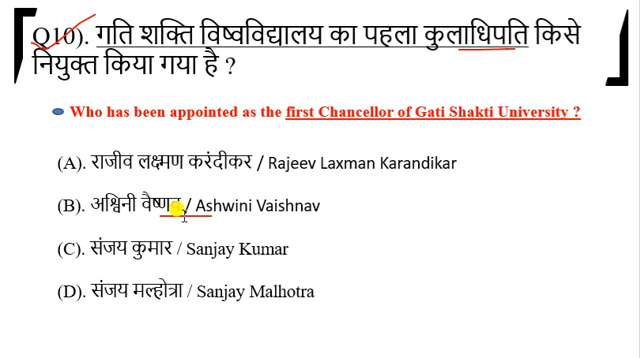 Q10). गति शक्ति विष्वविद्यालय का पहला कुलाधिपति किसे
नियुक्त किया गया है ?
Who has been appointed as the first Chancellor of Gati Shakti University ?
(A). राजीव लक्ष्मण करंदीकर / Rajeev Laxman Karandikar
(B). अश्विनी वैष्णव / Ashwini Vaishnav
(C). संजय कुमार / Sanjay Kumar
(D). संजय मल्होत्रा / Sanjay Malhotra